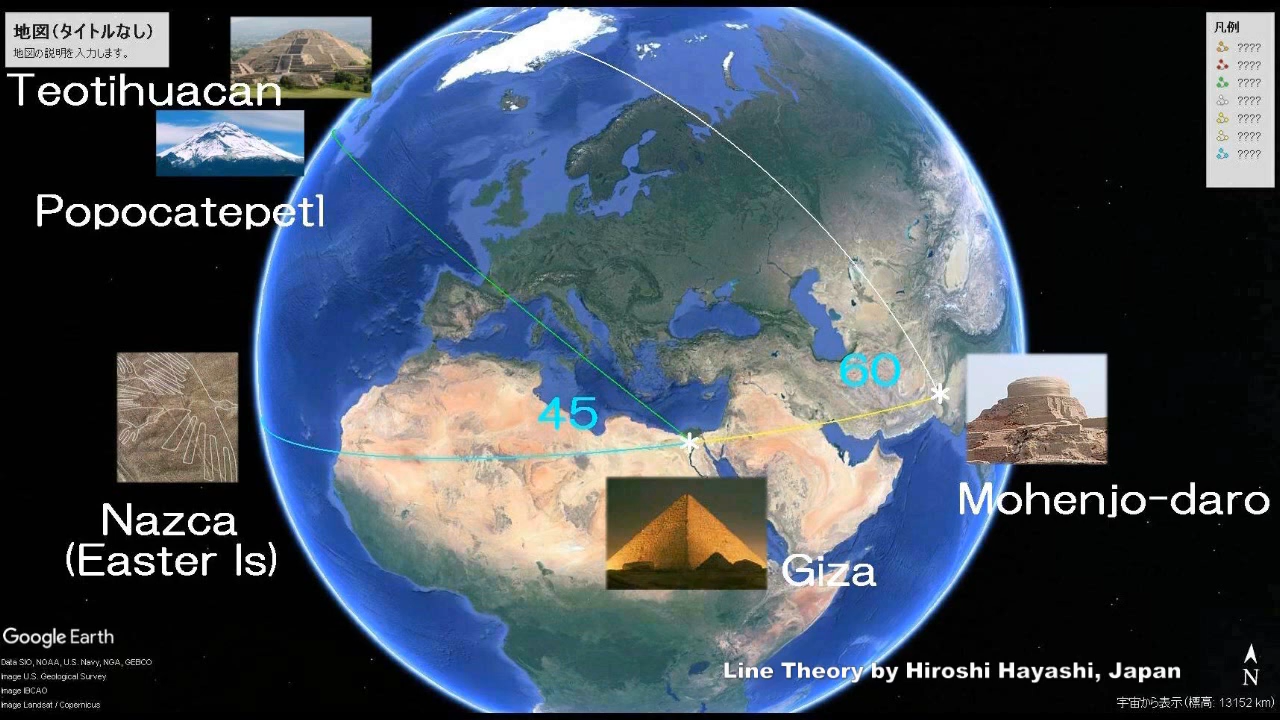 地図(タイトルなし)
地図の説明を入力します。
凡例
????
????
????
????
????
????
????
Teotihuacan
Popocatepetl
60
45
Nazca
(Easter Is)
Mohenjo-daro
Giza
Google Earth
Data SIO, NOAA, U.S. Navy, NGA, GEBCO
Image U.S. Geological Survey
Image IBCAO
Image Landsat / Copernicus
Line Theory by Hiroshi Hayashi, Japan
N
宇宙から表示(標高: 13152 km)